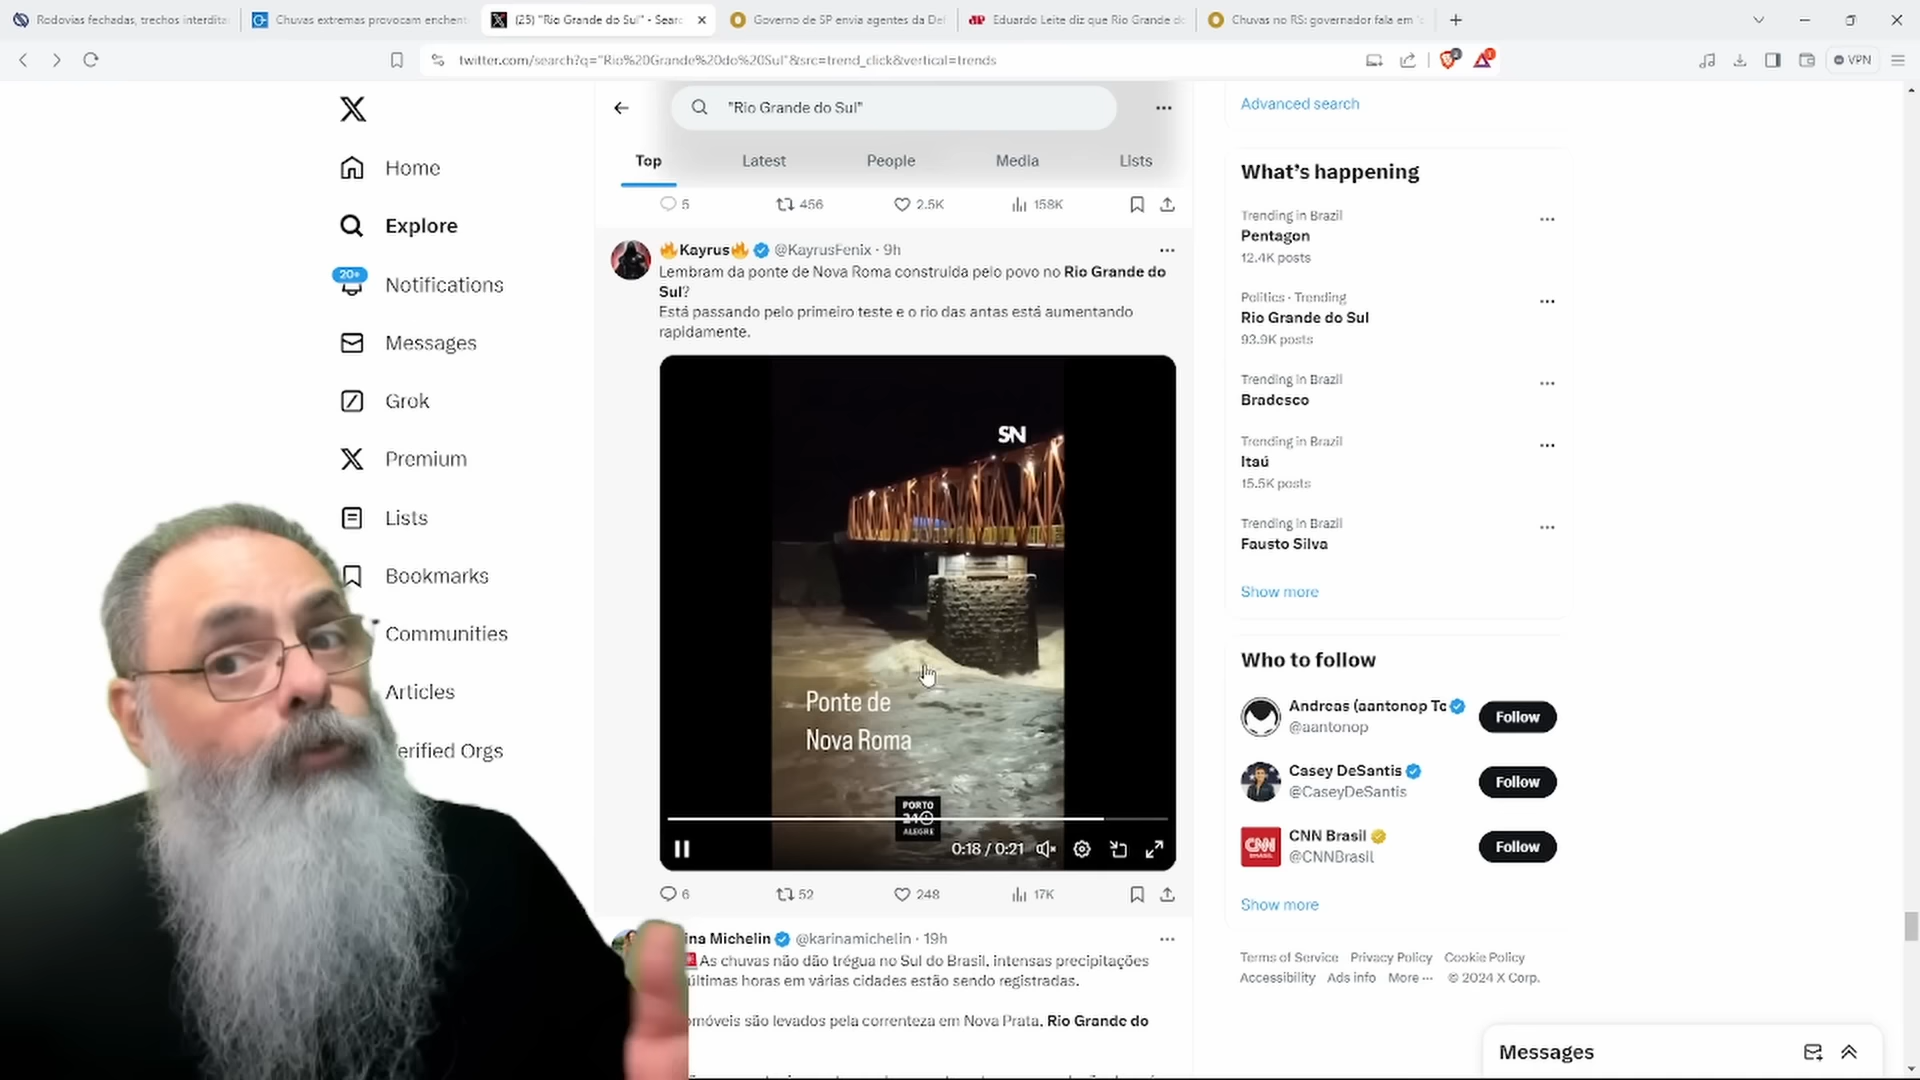 Rodovias fechadas, trechos interdita
Chuvas extremas provocam enchent
(25) "Rio Grande do Sul" - Searc
Governo de SP envia agentes da Def
Eduardo Leite diz que Rio Grande do
Chuvas no RS: governador fala em
twitter.com/search?q="Rio%20Grande%20do%20Sul"&src=trend_click&vertical=trends
VPN
Home
Explore
20+
Notifications
Messages
Grok
Premium
Lists
Bookmarks
Communities
Articles
erified Orgs
"Rio Grande do Sul"
Top
Latest
People
Media
Lists
5
456
2.5K
158K
🔥Kayrus🔥 @KayrusFenix · 9h
Lembram da ponte de Nova Roma construída pelo povo no Rio Grande do
Sul?
Está passando pelo primeiro teste e o rio das antas está aumentando
rapidamente.
SN
Ponte de
Nova Roma
PORTO
24
ALEGRE
0:18 / 0:21
6
52
248
17K
ina Michelin @karinamichelin · 19h
As chuvas não dão trégua no Sul do Brasil, intensas precipitações
últimas horas em várias cidades estão sendo registradas.
omóveis são levados pela correnteza em Nova Prata, Rio Grande do
Advanced search
What's happening
Trending in Brazil
Pentagon
12.4K posts
Politics · Trending
Rio Grande do Sul
93.9K posts
Trending in Brazil
Bradesco
Trending in Brazil
Itaú
15.5K posts
Trending in Brazil
Fausto Silva
Show more
Who to follow
Andreas (aantonop Tc
@aantonop
Follow
Casey DeSantis
@CaseyDeSantis
Follow
CNN
BRASIL
CNN Brasil
@CNNBrasil
Follow
Show more
Terms of Service Privacy Policy Cookie Policy
Accessibility Ads info More ··· © 2024 X Corp.
Messages